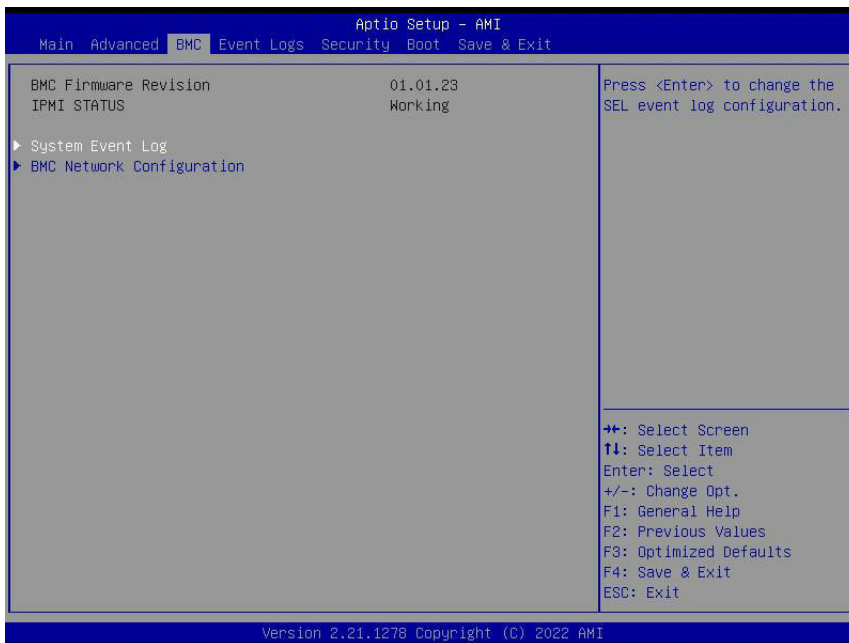 Aptio Setup – AMI
Main Advanced BMC Event Logs Security Boot Save & Exit
BMC Firmware Revision 01.01.23
IPMI STATUS Working
▶ System Event Log
▶ BMC Network Configuration
Press <Enter> to change the
SEL event log configuration.
→←: Select Screen
↑↓: Select Item
Enter: Select
+/-: Change Opt.
F1: General Help
F2: Previous Values
F3: Optimized Defaults
F4: Save & Exit
ESC: Exit
Version 2.21.1278 Copyright (C) 2022 AMI